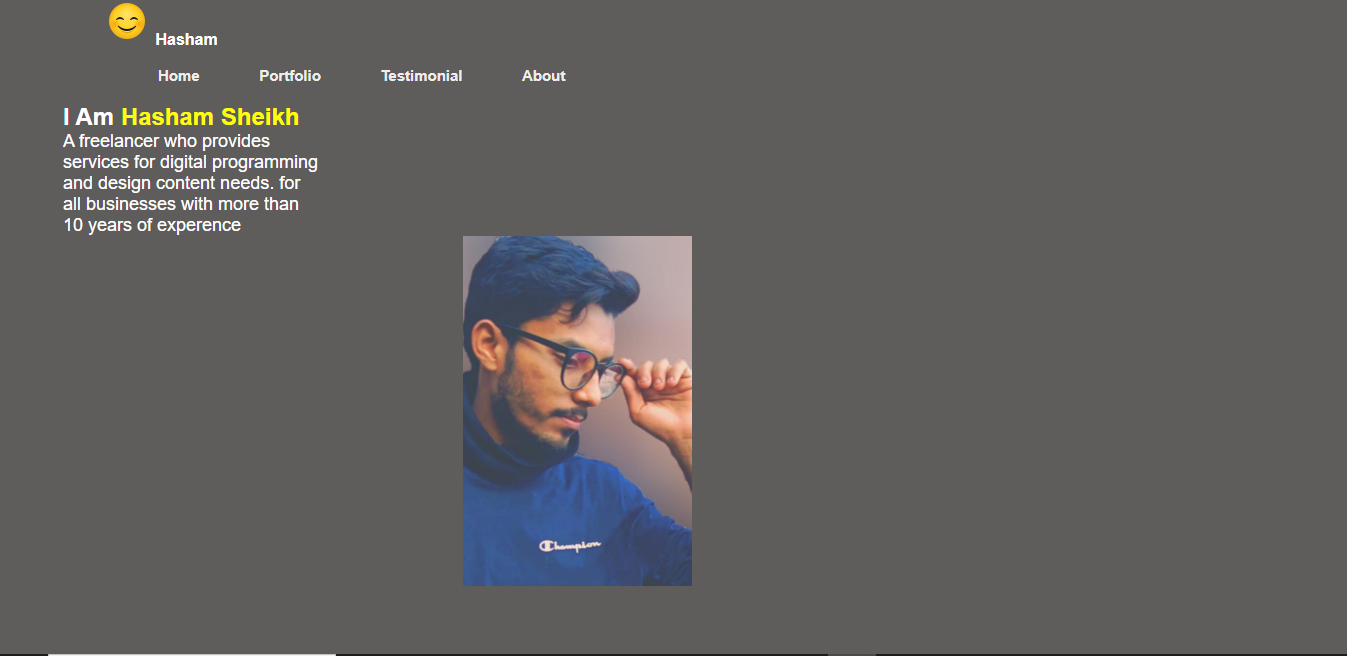 Hasham
Home Portfolio Testimonial About
I Am Hasham Sheikh
A freelancer who provides
services for digital programming
and design content needs. for
all businesses with more than
10 years of experence
Champion